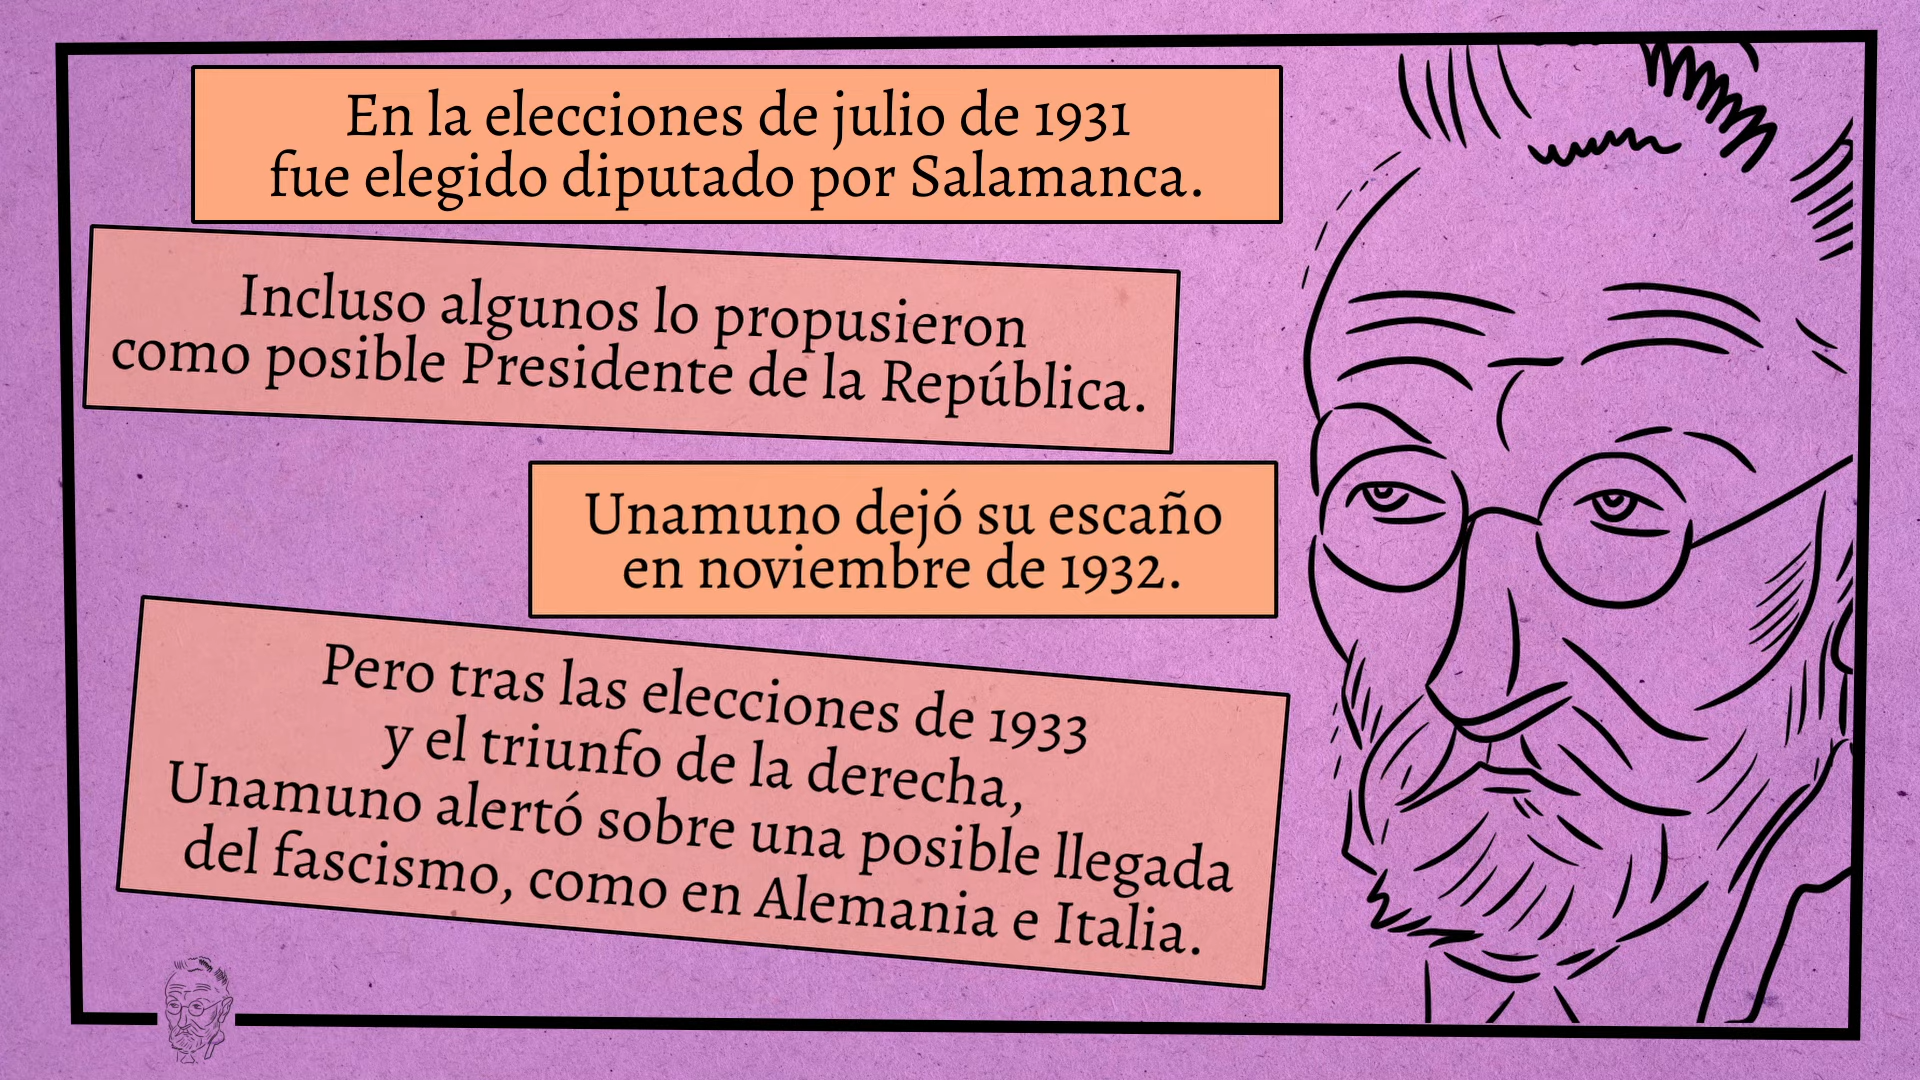 En la elecciones de julio de 1931
fue elegido diputado por Salamanca.
Incluso algunos lo propusieron
como posible Presidente de la República.
Unamuno dejó su escaño
en noviembre de 1932.
Pero tras las elecciones de 1933
y el triunfo de la derecha,
Unamuno alertó sobre una posible llegada
del fascismo, como en Alemania e Italia.